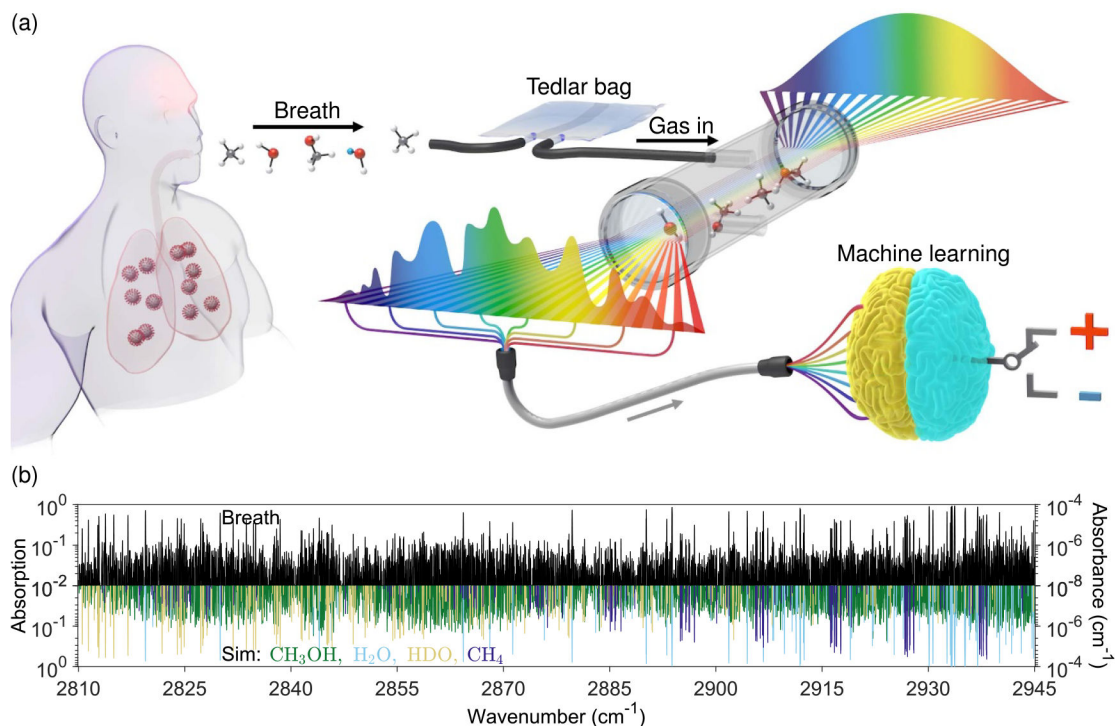 (a)
Breath
Tedlar bag
Gas in
Machine learning
+
-
(b)
Breath
Absorption
10⁰
10⁻¹
10⁻²
10⁻¹
10⁰
10⁻⁴
10⁻⁶
10⁻⁸
10⁻⁶
10⁻⁴
Absorbance (cm⁻¹)
Sim: CH₃OH, H₂O, HDO, CH₄
2810 2825 2840 2855 2870 2885 2900 2915 2930 2945
Wavenumber (cm⁻¹)